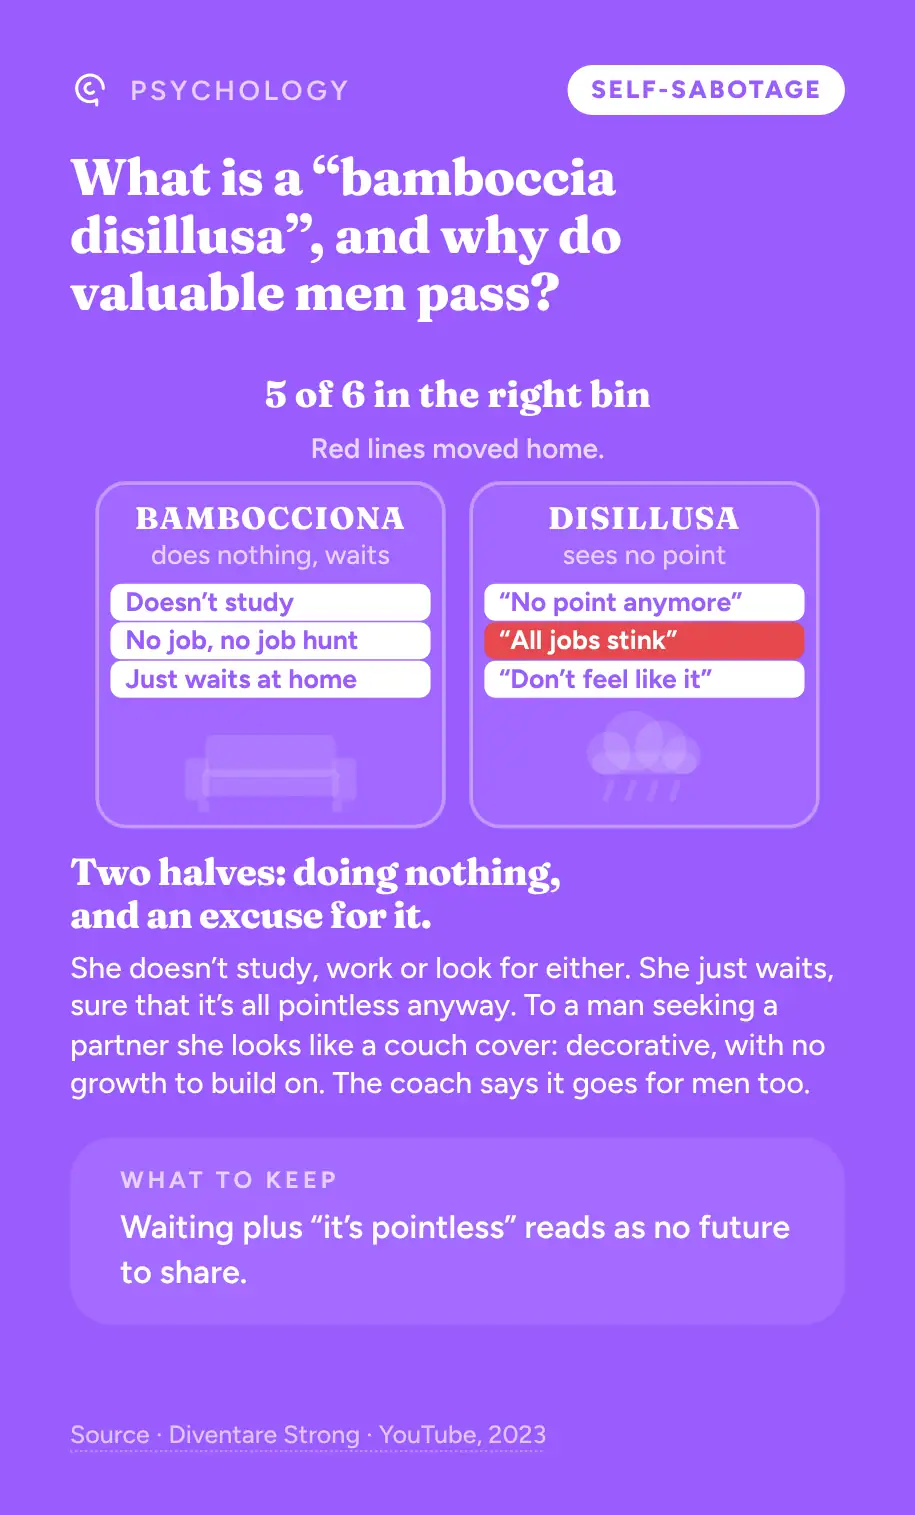 PSYCHOLOGY
SELF-SABOTAGE
What is a “bamboccia
disillusa”, and why do
valuable men pass?
5 of 6 in the right bin
Red lines moved home.
BAMBOCCIONA
does nothing, waits
Doesn’t study
No job, no job hunt
Just waits at home
DISILLUSA
sees no point
“No point anymore”
“All jobs stink”
“Don’t feel like it”
Two halves: doing nothing,
and an excuse for it.
She doesn’t study, work or look for either. She just waits,
sure that it’s all pointless anyway. To a man seeking a
partner she looks like a couch cover: decorative, with no
growth to build on. The coach says it goes for men too.
WHAT TO KEEP
Waiting plus “it’s pointless” reads as no future
to share.
Source · Diventare Strong · YouTube, 2023